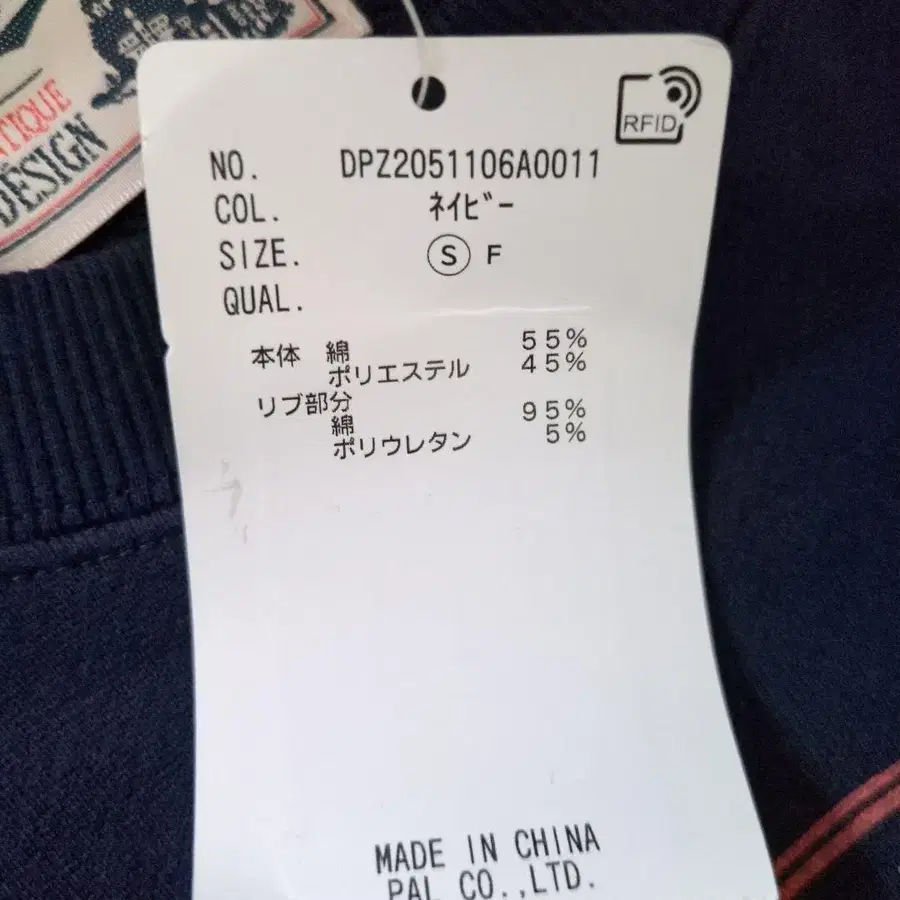 DESIGN
RFID
NO. DPZ2051106A0011
COL. ネイビー
SIZE. S F
QUAL.
本体 綿 55%
ポリエステル 45%
リブ部分
綿 95%
ポリウレタン 5%
MADE IN CHINA
PAL CO.,LTD.